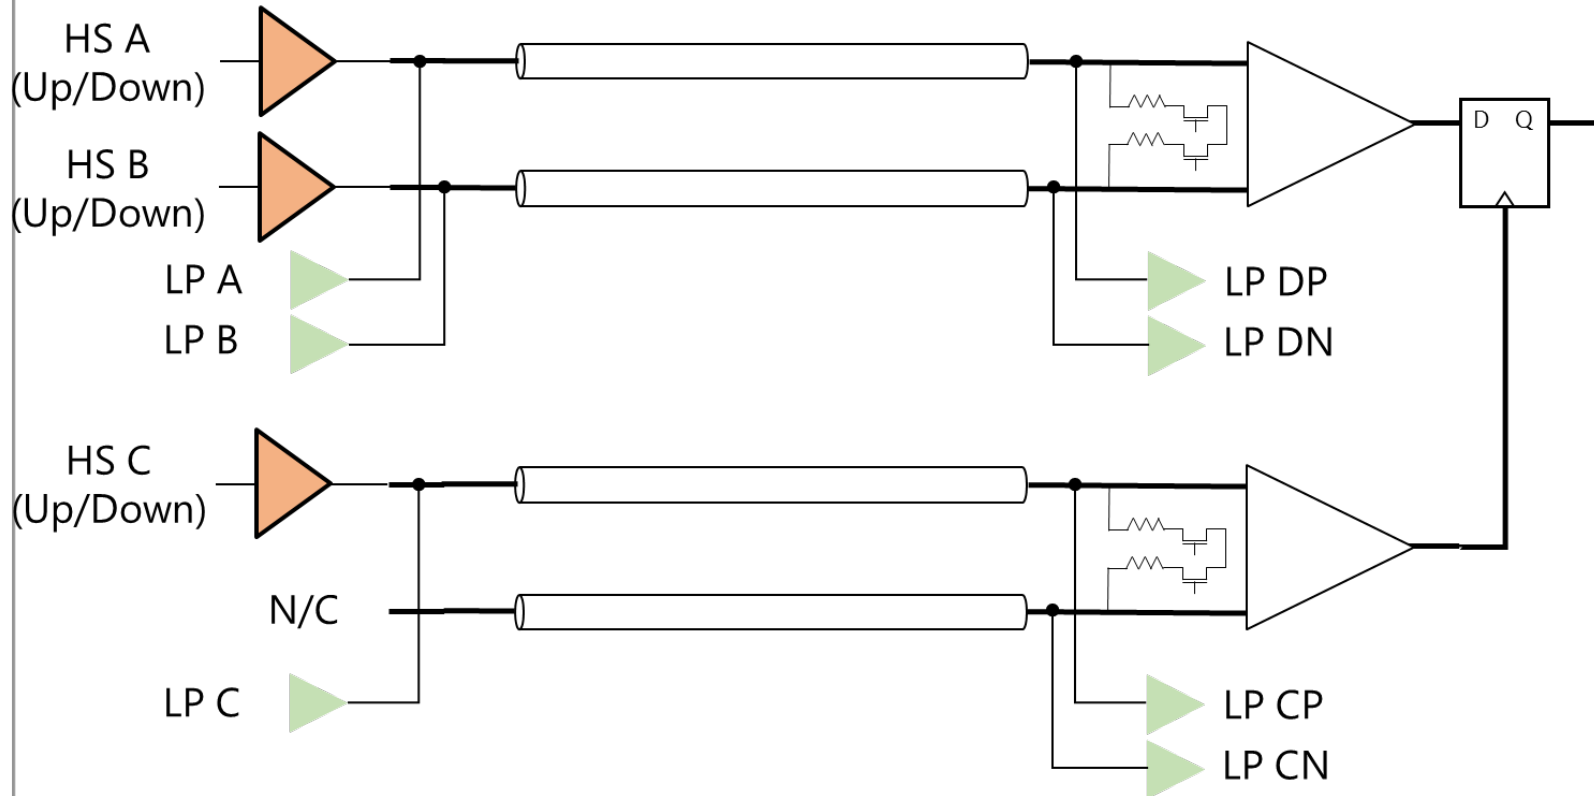 HS A
(Up/Down)
D Q
HS B
(Up/Down)
LP A
LP DP
LP B
LP DN
HS C
(Up/Down)
N/C
LP C
LP CP
LP CN